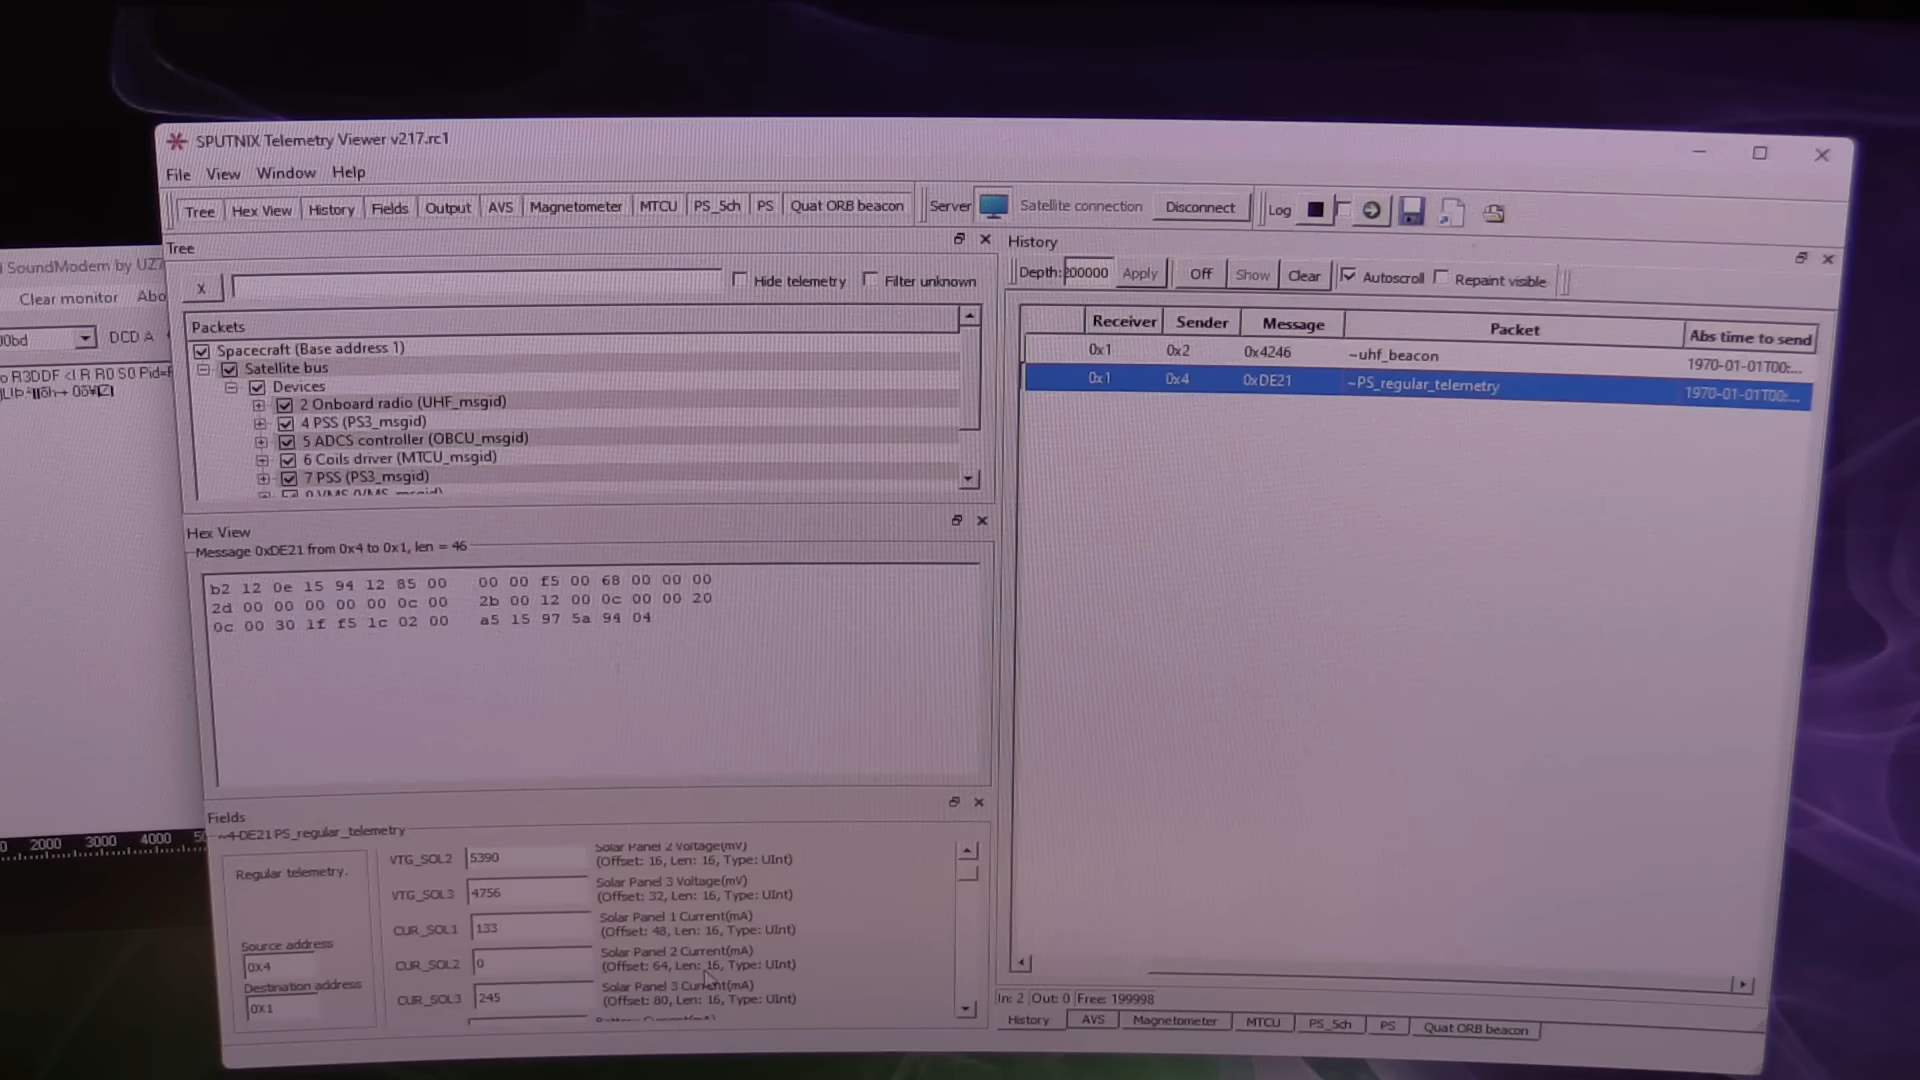 SPUTNIX Telemetry Viewer v217.rc1
File View Window Help
Tree Hex View History Fields Output AVS Magnetometer MTCU PS_Sch PS Quat ORB beacon Server Satellite connection Disconnect Log
SoundModem by UZ7
Clear monitor Abo
00bd DCD A
Tree
x Hide telemetry Filter unknown
Packets
Spacecraft (Base address 1)
Satellite bus
Devices
2 Onboard radio (UHF_msgid)
4 PSS (PS3_msgid)
5 ADCS controller (OBCU_msgid)
6 Coils driver (MTCU_msgid)
7 PSS (PS3_msgid)
Hex View
Message 0xDE21 from 0x4 to 0x1, len = 46
b2 12 0e 15 94 12 85 00 00 00 f5 00 68 00 00 00
2d 00 00 00 00 00 0c 00 2b 00 12 00 0c 00 00 20
0c 00 30 1f f5 1c 02 00 a5 15 97 5a 94 04
Fields
~4-DE21 PS_regular_telemetry
Regular telemetry.
Source address
0x4
Destination address
0x1
VTG_SOL2 5390 Solar Panel 2 Voltage(mV)
(Offset: 16, Len: 16, Type: UInt)
VTG_SOL3 4756 Solar Panel 3 Voltage(mV)
(Offset: 32, Len: 16, Type: UInt)
CUR_SOL1 133 Solar Panel 1 Current(mA)
(Offset: 48, Len: 16, Type: UInt)
CUR_SOL2 0 Solar Panel 2 Current(mA)
(Offset: 64, Len: 16, Type: UInt)
CUR_SOL3 245 Solar Panel 3 Current(mA)
(Offset: 80, Len: 16, Type: UInt)
2000 3000 4000
History
Depth: 200000 Apply Off Show Clear Autoscroll Repaint visible
Receiver Sender Message Packet Abs time to send
0x1 0x2 0x4246 ~uhf_beacon 1970-01-01T00:...
0x1 0x4 0xDE21 ~PS_regular_telemetry 1970-01-01T00:...
In: 2 Out: 0 Free: 199998
History AVS Magnetometer MTCU PS_Sch PS Quat ORB beacon